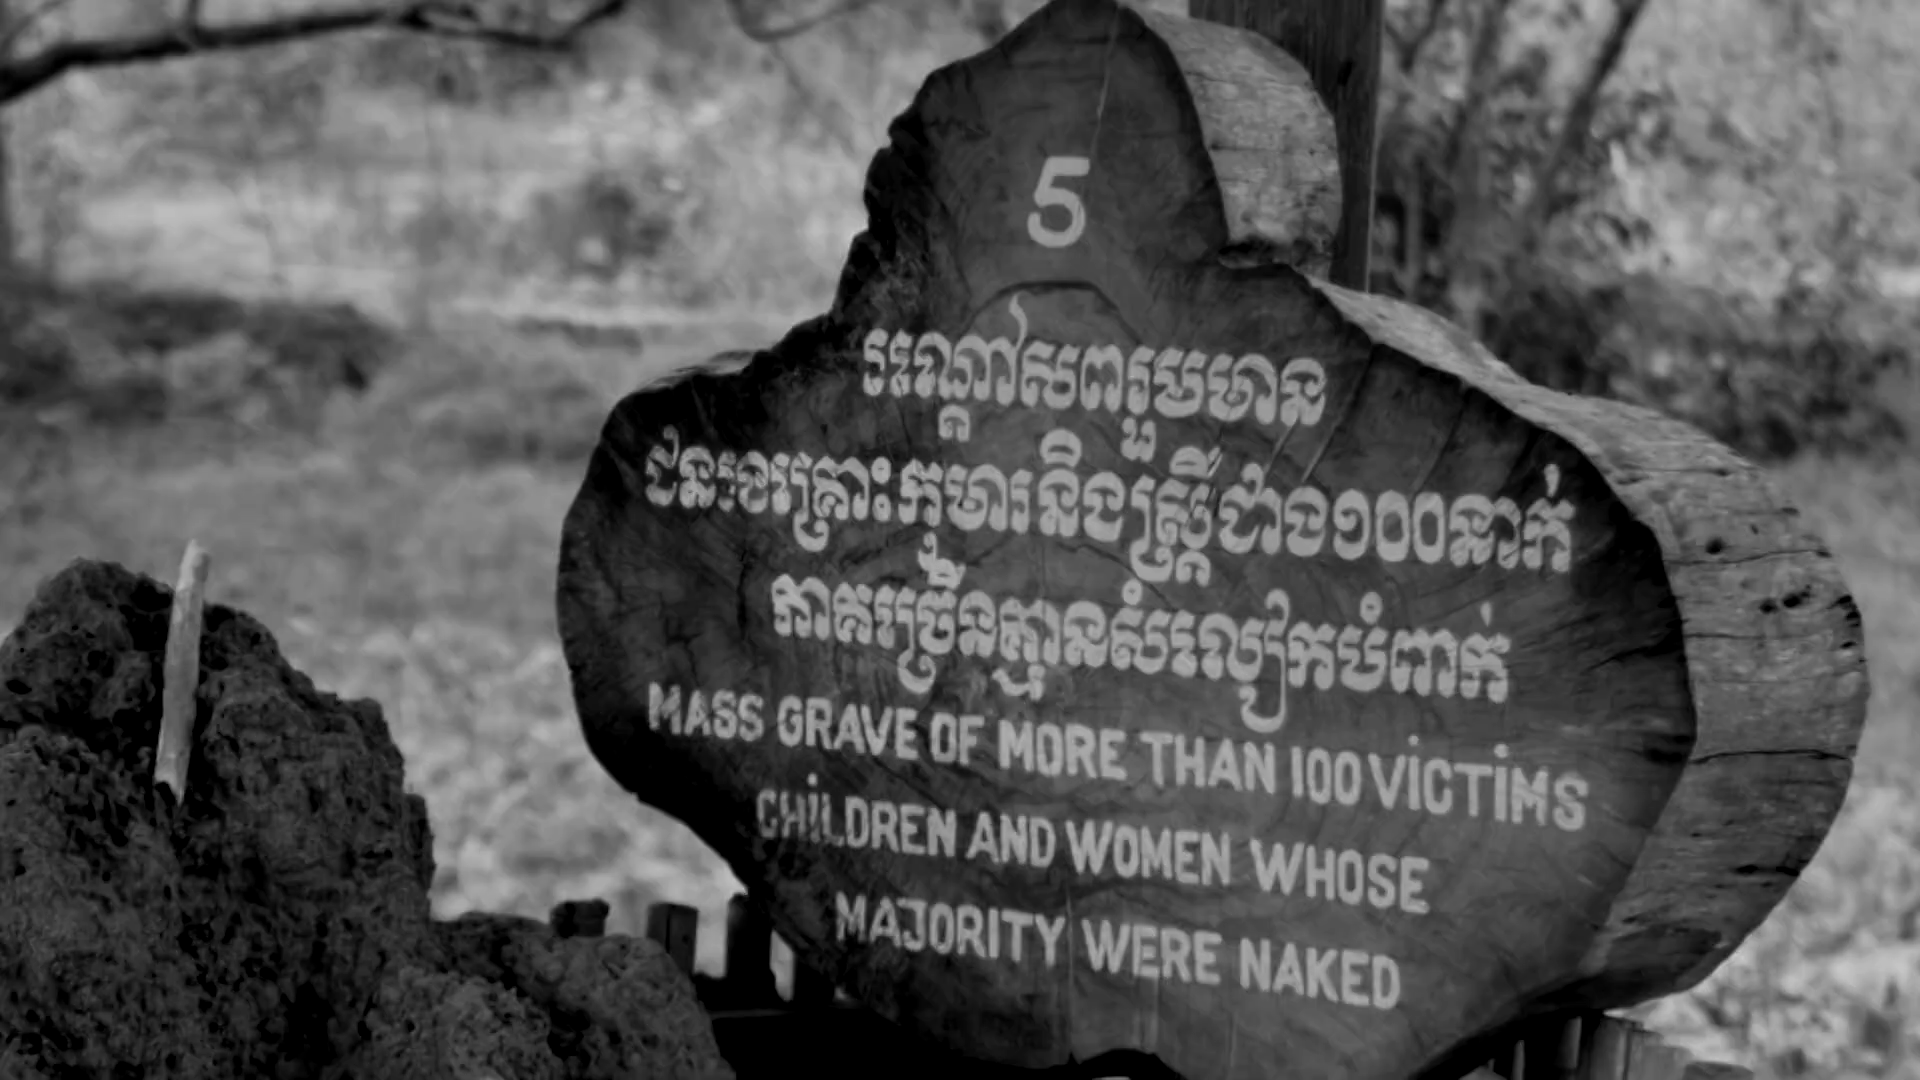 5
រណ្តៅសពរួមមាន
ជនរងគ្រោះកុមារនិងស្ត្រីជាង១០០នាក់
ភាគច្រើនគ្មានសំលៀកបំពាក់
MASS GRAVE OF MORE THAN 100 VICTIMS
CHILDREN AND WOMEN WHOSE
MAJORITY WERE NAKED